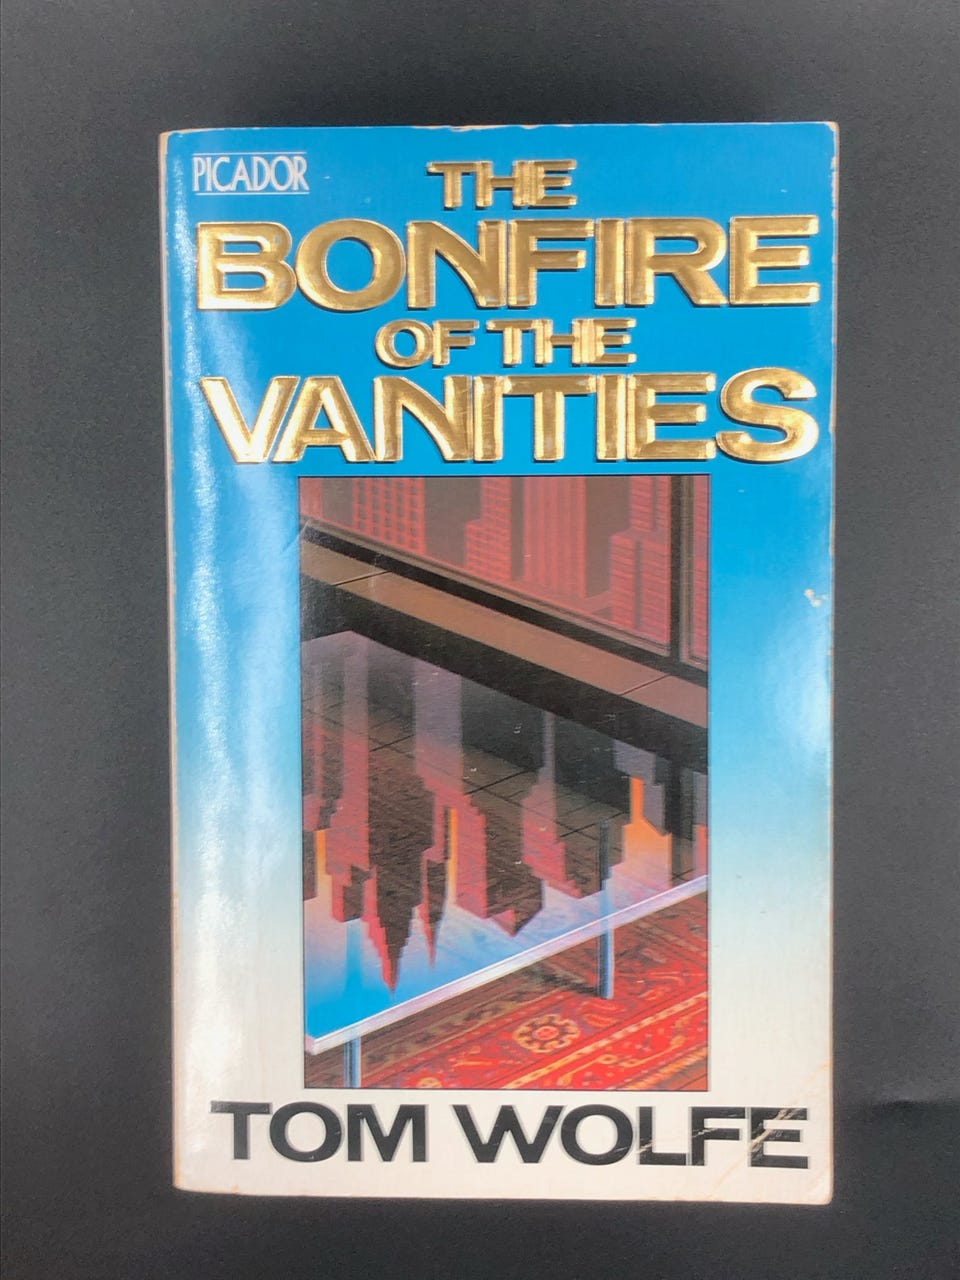 PICADOR
THE
BONFIRE
OF THE
VANITIES
TOM WOLFE